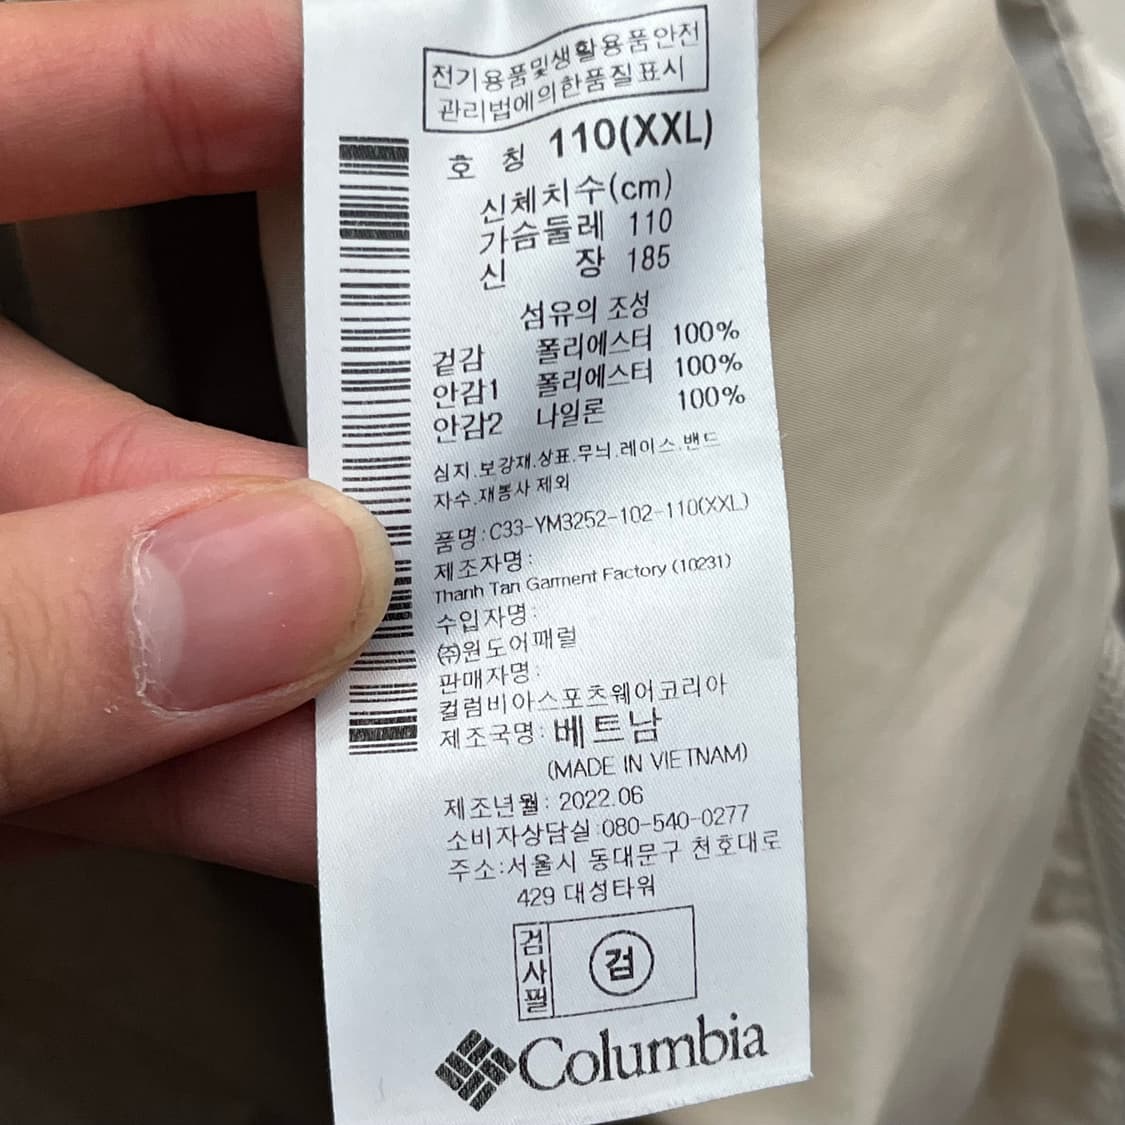 전기용품및생활용품안전
관리법에의한품질표시
호 칭 110(XXL)
신체치수(cm)
가슴둘레 110
신 장 185
섬유의 조성
겉감 폴리에스터 100%
안감1 폴리에스터 100%
안감2 나일론 100%
심지.보강재.상표.무늬.레이스.밴드
자수.재봉사 제외
품명:C33-YM3252-102-110(XXL)
제조자명:
Thanh Tan Garment Factory (10231)
수입자명:
㈜원도어패럴
판매자명:
컬럼비아스포츠웨어코리아
제조국명: 베트남
(MADE IN VIETNAM)
제조년월: 2022.06
소비자상담실:080-540-0277
주소:서울시 동대문구 천호대로
429 대성타워
검사필 검
Columbia